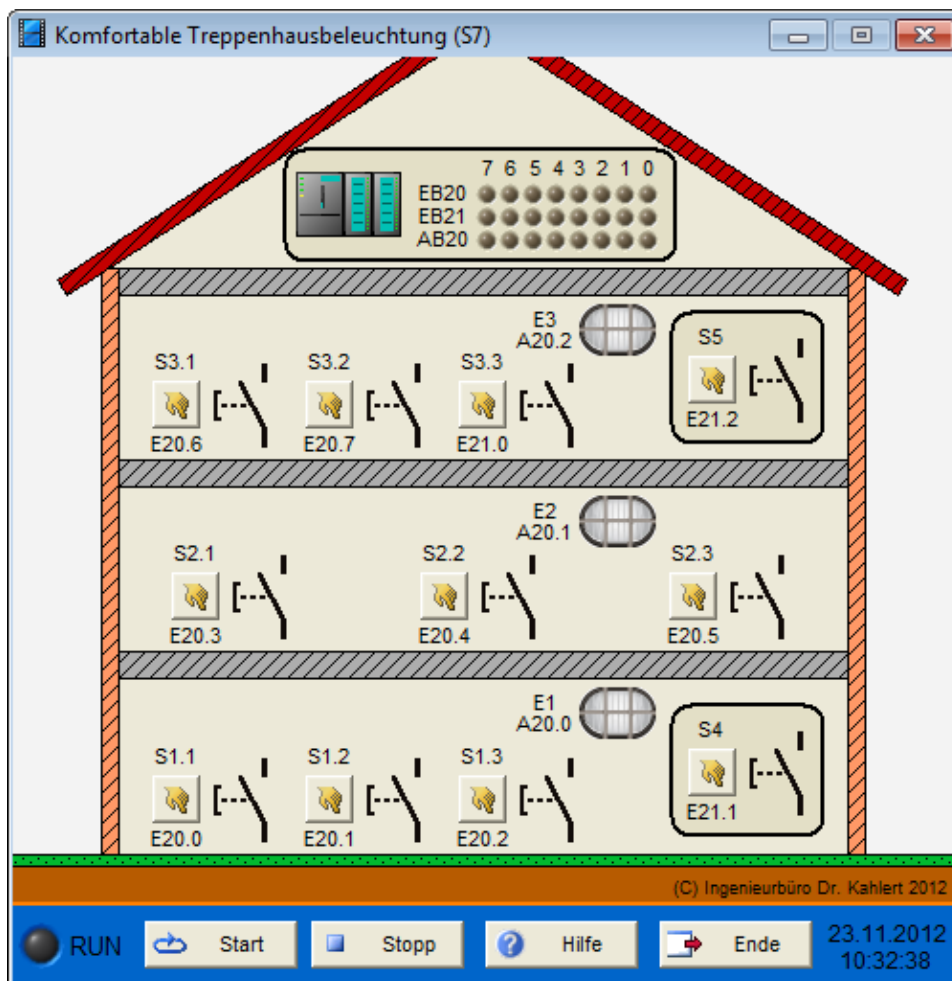 Komfortable Treppenhausbeleuchtung (S7)
7 6 5 4 3 2 1 0
EB20
EB21
AB20
E3
A20.2
S5
E21.2
S3.1 S3.2 S3.3
E20.6 E20.7 E21.0
E2
A20.1
S2.1 S2.2 S2.3
E20.3 E20.4 E20.5
E1
A20.0
S4
E21.1
S1.1 S1.2 S1.3
E20.0 E20.1 E20.2
(C) Ingenieurbüro Dr. Kahlert 2012
RUN Start Stopp Hilfe Ende
23.11.2012
10:32:38